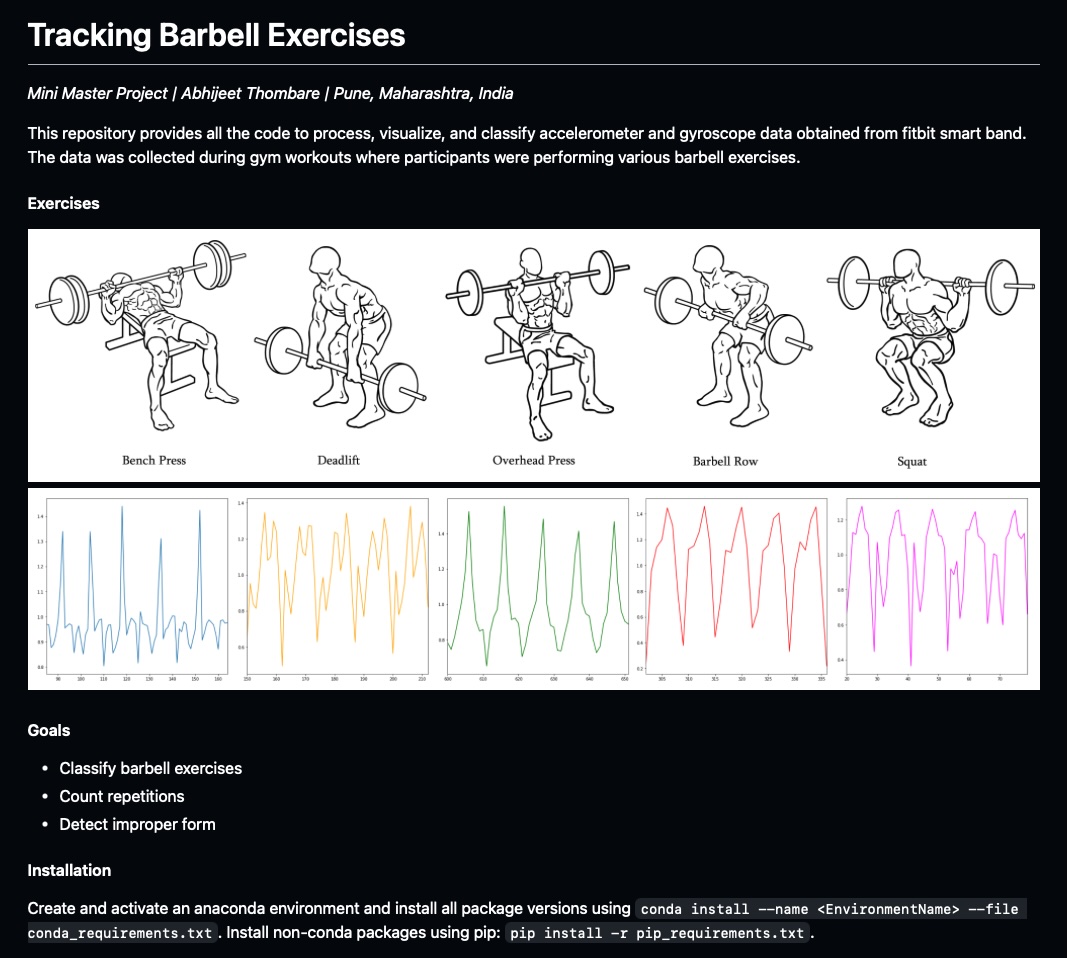 Tracking Barbell Exercises
Mini Master Project | Abhijeet Thombare | Pune, Maharashtra, India
This repository provides all the code to process, visualize, and classify accelerometer and gyroscope data obtained from fitbit smart band.
The data was collected during gym workouts where participants were performing various barbell exercises.
Exercises
Bench Press Deadlift Overhead Press Barbell Row Squat
Goals
• Classify barbell exercises
• Count repetitions
• Detect improper form
Installation
Create and activate an anaconda environment and install all package versions using conda install --name <EnvironmentName> --file
conda_requirements.txt. Install non-conda packages using pip: pip install -r pip_requirements.txt.